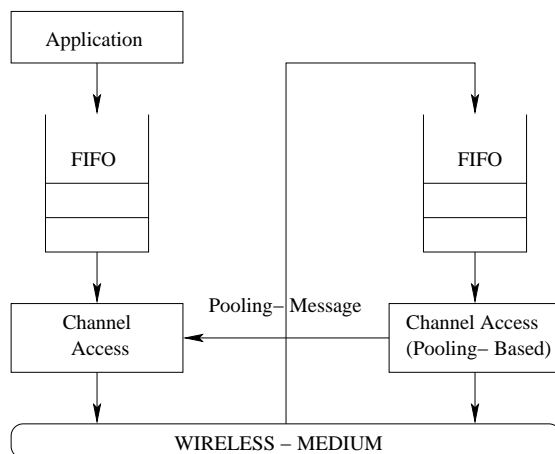 Application
FIFO
FIFO
Pooling– Message
Channel
Access
Channel Access
(Pooling– Based)
WIRELESS – MEDIUM